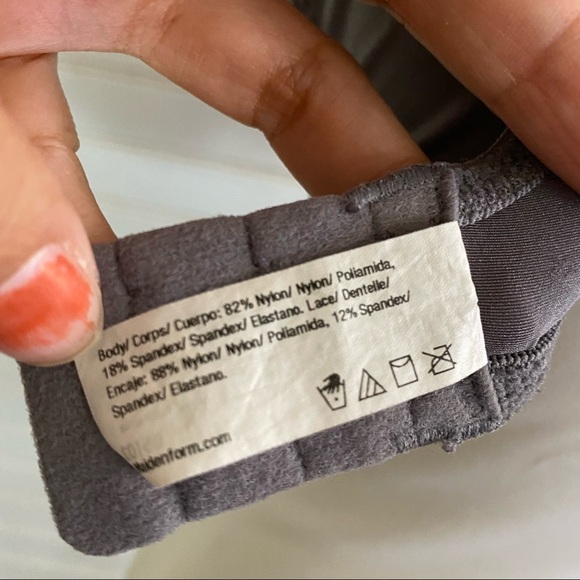 Body/ Corps/ Cuerpo: 82% Nylon/ Nylon/ Poliamida,
18% Spandex/ Spandex/ Elastano. Lace/ Dentelle/
Encaje: 88% Nylon/ Nylon/ Poliamida, 12% Spandex/
Spandex/ Elastano.
aidenform.com